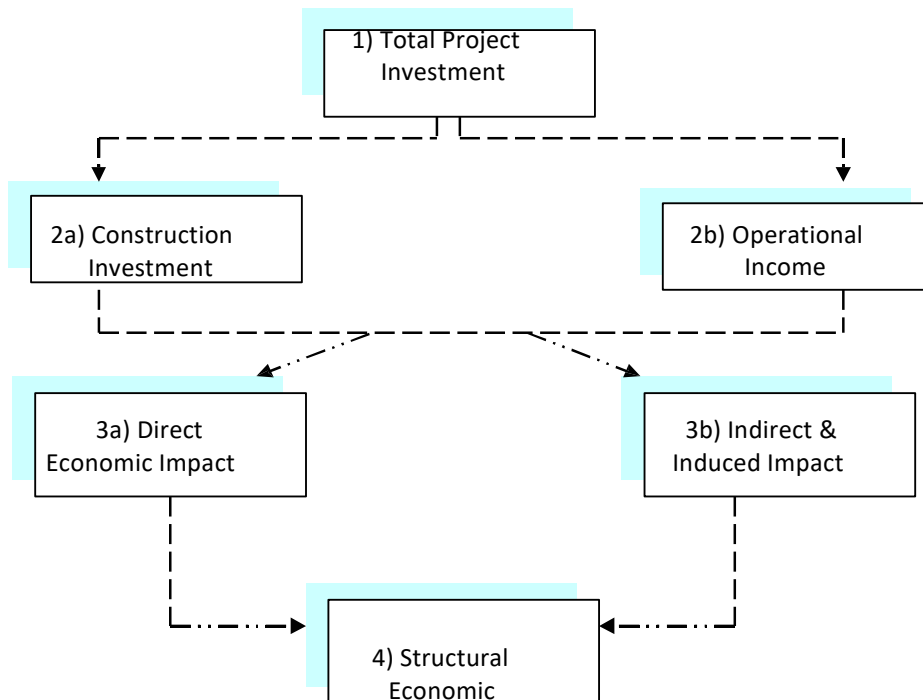 1) Total Project
Investment
2a) Construction
Investment
2b) Operational
Income
3a) Direct
Economic Impact
3b) Indirect &
Induced Impact
4) Structural
Economic